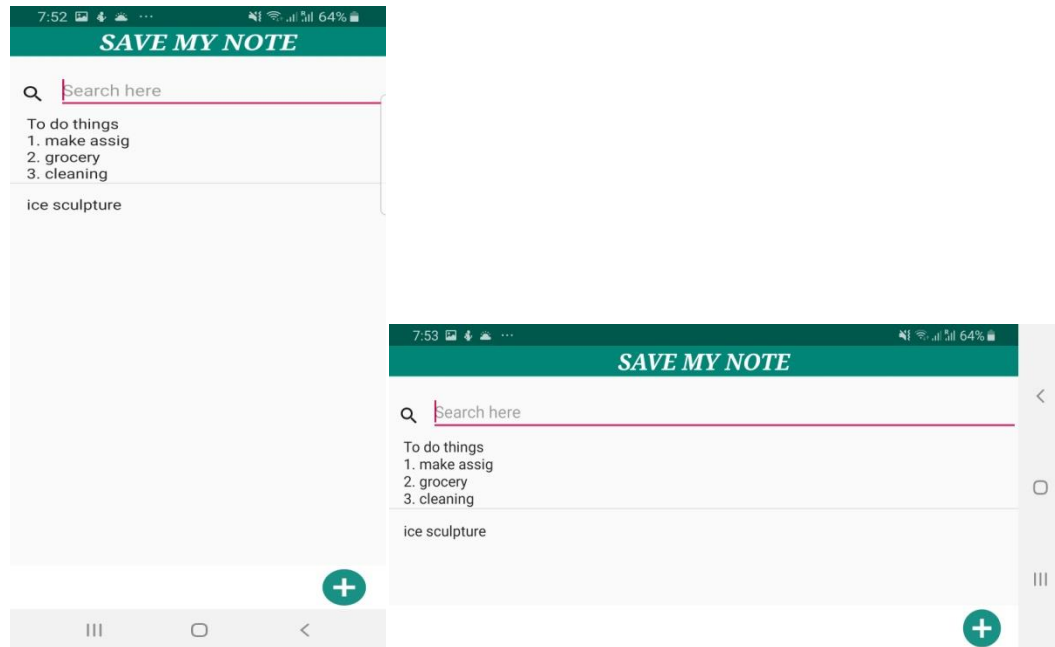 7:52 64%
SAVE MY NOTE
Search here
To do things
1. make assig
2. grocery
3. cleaning
ice sculpture
7:53 64%
SAVE MY NOTE
Search here
To do things
1. make assig
2. grocery
3. cleaning
ice sculpture